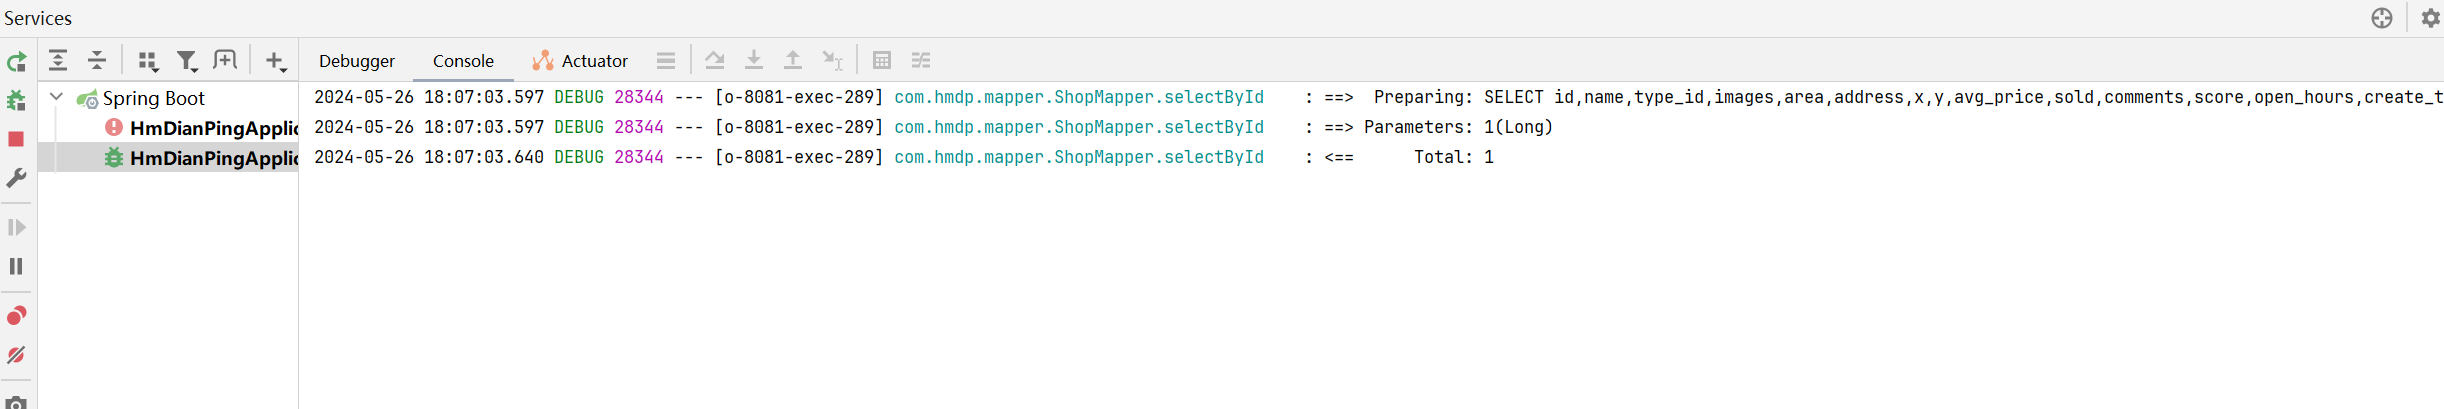 Services
Debugger Console Actuator
Spring Boot
HmDianPingApplic
HmDianPingApplic
2024-05-26 18:07:03.597 DEBUG 28344 --- [o-8081-exec-289] com.hmdp.mapper.ShopMapper.selectById : ==> Preparing: SELECT id,name,type_id,images,area,address,x,y,avg_price,sold,comments,score,open_hours,create_t
2024-05-26 18:07:03.597 DEBUG 28344 --- [o-8081-exec-289] com.hmdp.mapper.ShopMapper.selectById : ==> Parameters: 1(Long)
2024-05-26 18:07:03.640 DEBUG 28344 --- [o-8081-exec-289] com.hmdp.mapper.ShopMapper.selectById : <== Total: 1